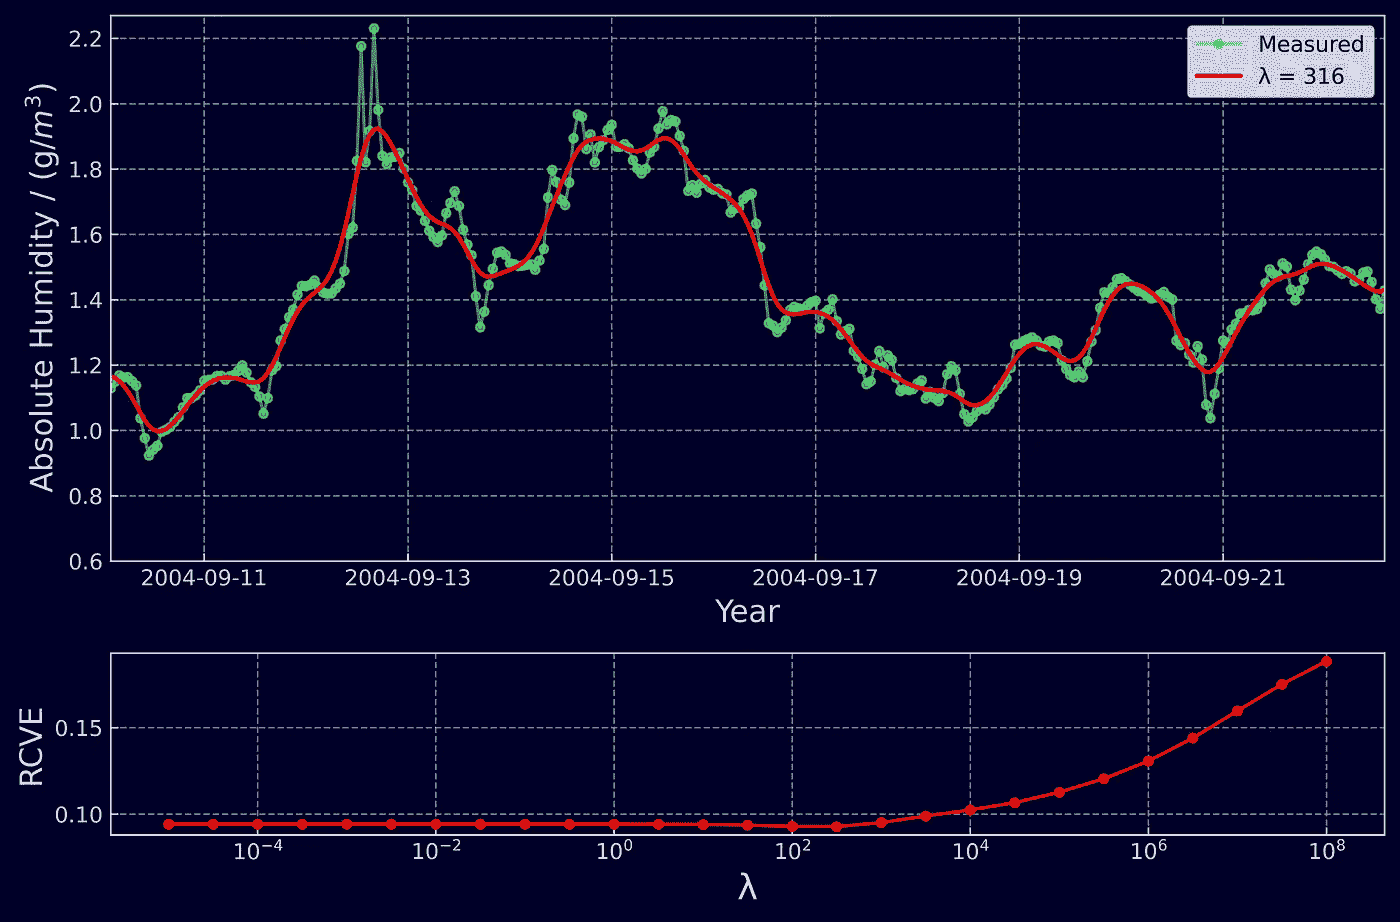 Absolute Humidity / (g/m³)
2.2
2.0
1.8
1.6
1.4
1.2
1.0
0.8
0.6
Measured
λ = 316
2004-09-11 2004-09-13 2004-09-15 2004-09-17 2004-09-19 2004-09-21
Year
RCVE
0.15
0.10
10⁻⁴ 10⁻² 10⁰ 10² 10⁴ 10⁶ 10⁸
λ